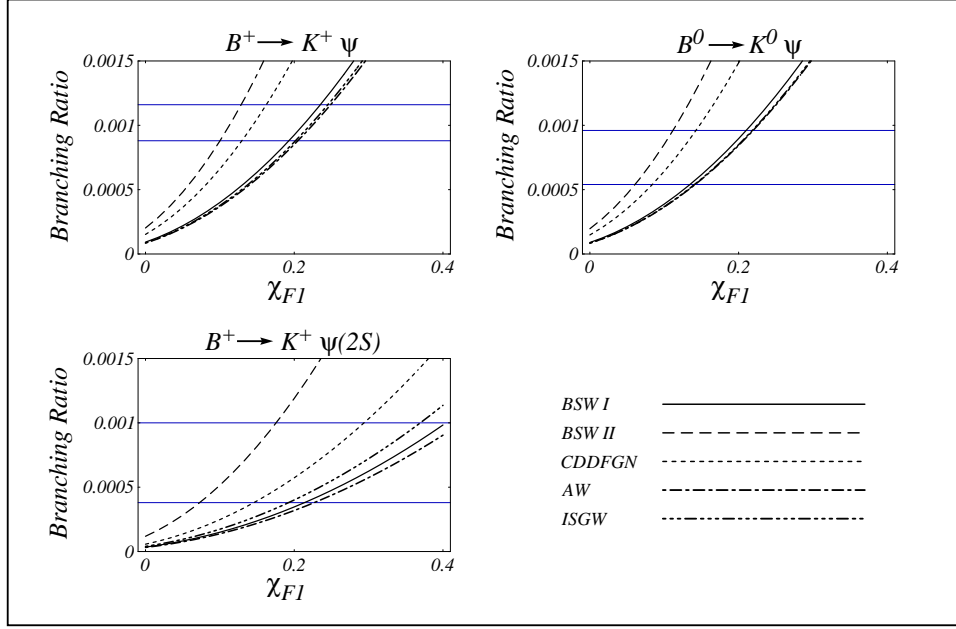 B+ → K+ ψ
Branching Ratio
0.0015
0.001
0.0005
0
0 0.2 0.4
χF1
B0 → K0 ψ
Branching Ratio
0.0015
0.001
0.0005
0
0 0.2 0.4
χF1
B+ → K+ ψ(2S)
Branching Ratio
0.0015
0.001
0.0005
0
0 0.2 0.4
χF1
BSW I
BSW II
CDDFGN
AW
ISGW